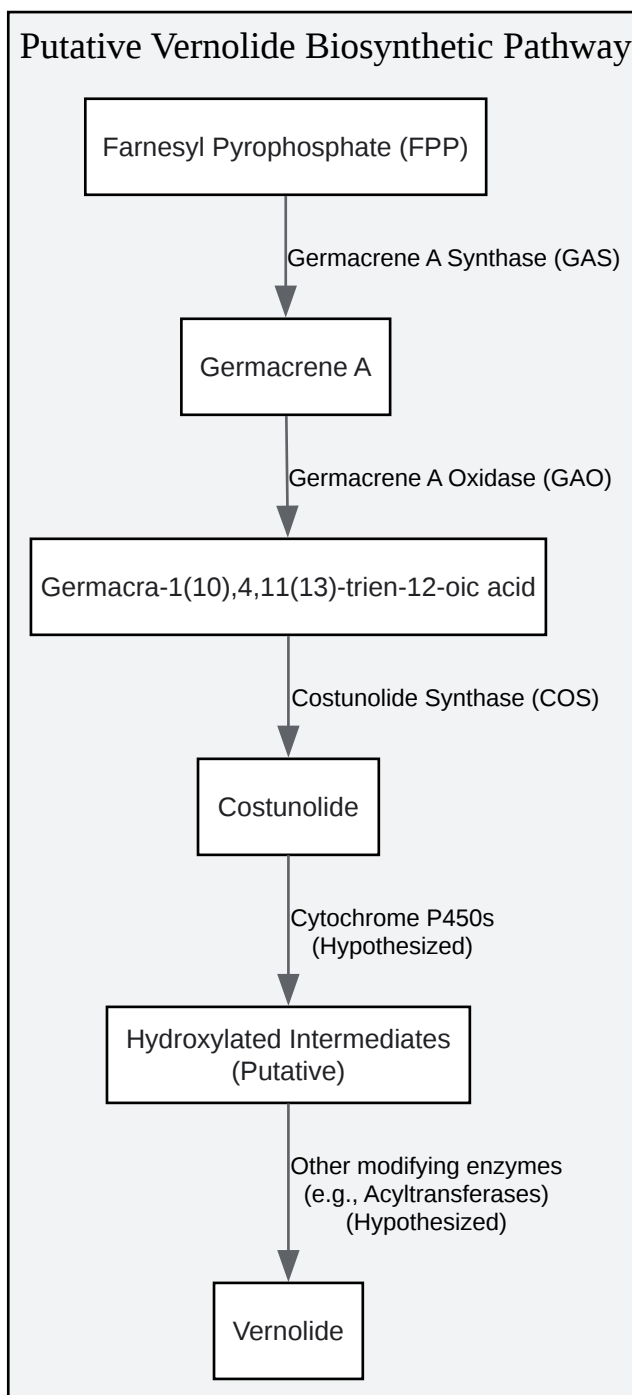 Putative Vernolide Biosynthetic Pathway
Farnesyl Pyrophosphate (FPP)
Germacrene A Synthase (GAS)
Germacrene A
Germacrene A Oxidase (GAO)
Germacra-1(10),4,11(13)-trien-12-oic acid
Costunolide Synthase (COS)
Costunolide
Cytochrome P450s
(Hypothesized)
Hydroxylated Intermediates
(Putative)
Other modifying enzymes
(e.g., Acyltransferases)
(Hypothesized)
Vernolide